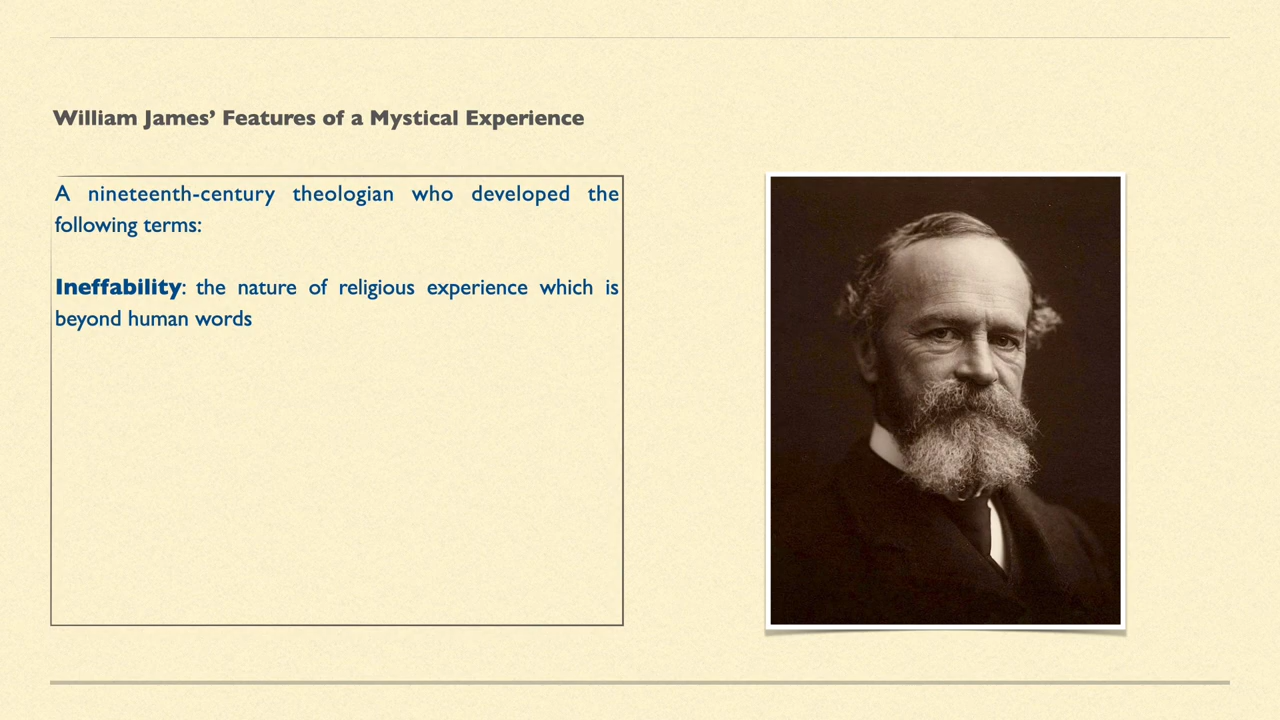 William James’ Features of a Mystical Experience
A nineteenth-century theologian who developed the
following terms:
Ineffability: the nature of religious experience which is
beyond human words